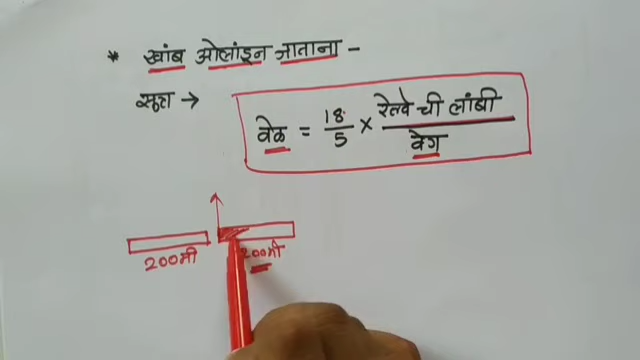 * खांब ओलांडून जाताना -
सूत्र → वेळ = 18/5 × रेल्वे ची लांबी / वेग
200मी 200मी